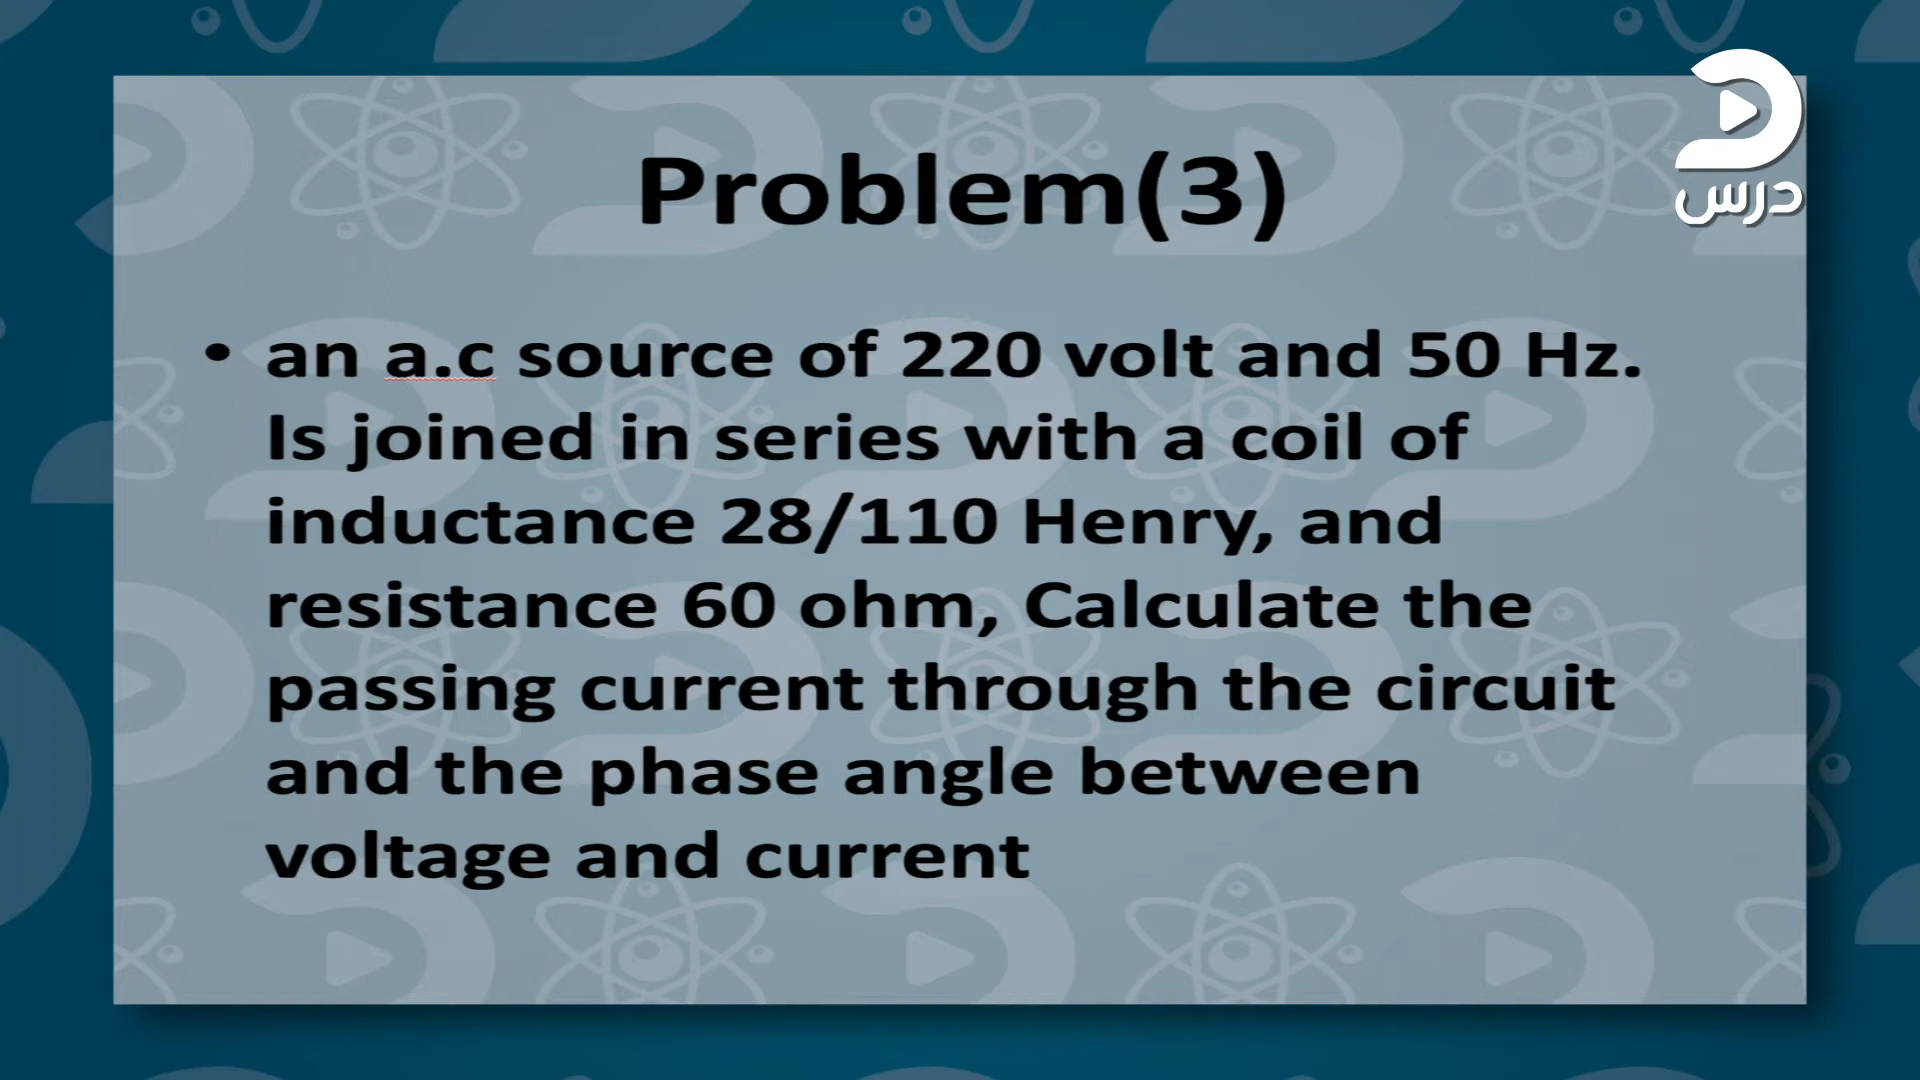 درس
Problem(3)
• an a.c source of 220 volt and 50 Hz.
Is joined in series with a coil of
inductance 28/110 Henry, and
resistance 60 ohm, Calculate the
passing current through the circuit
and the phase angle between
voltage and current